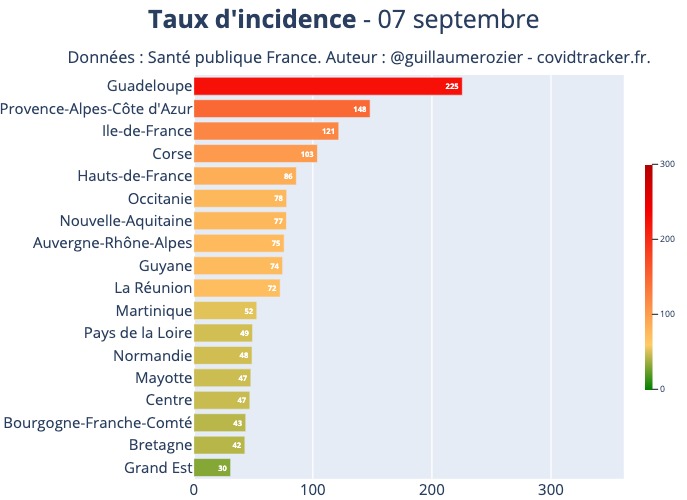 Taux d'incidence - 07 septembre
Données : Santé publique France. Auteur : @guillaumerozier - covidtracker.fr.
Guadeloupe 225
Provence-Alpes-Côte d'Azur 148
Ile-de-France 121
Corse 103
Hauts-de-France 86
Occitanie 78
Nouvelle-Aquitaine 77
Auvergne-Rhône-Alpes 75
Guyane 74
La Réunion 72
Martinique 52
Pays de la Loire 49
Normandie 48
Mayotte 47
Centre 47
Bourgogne-Franche-Comté 43
Bretagne 42
Grand Est 30
0 100 200 300
300
200
100
0